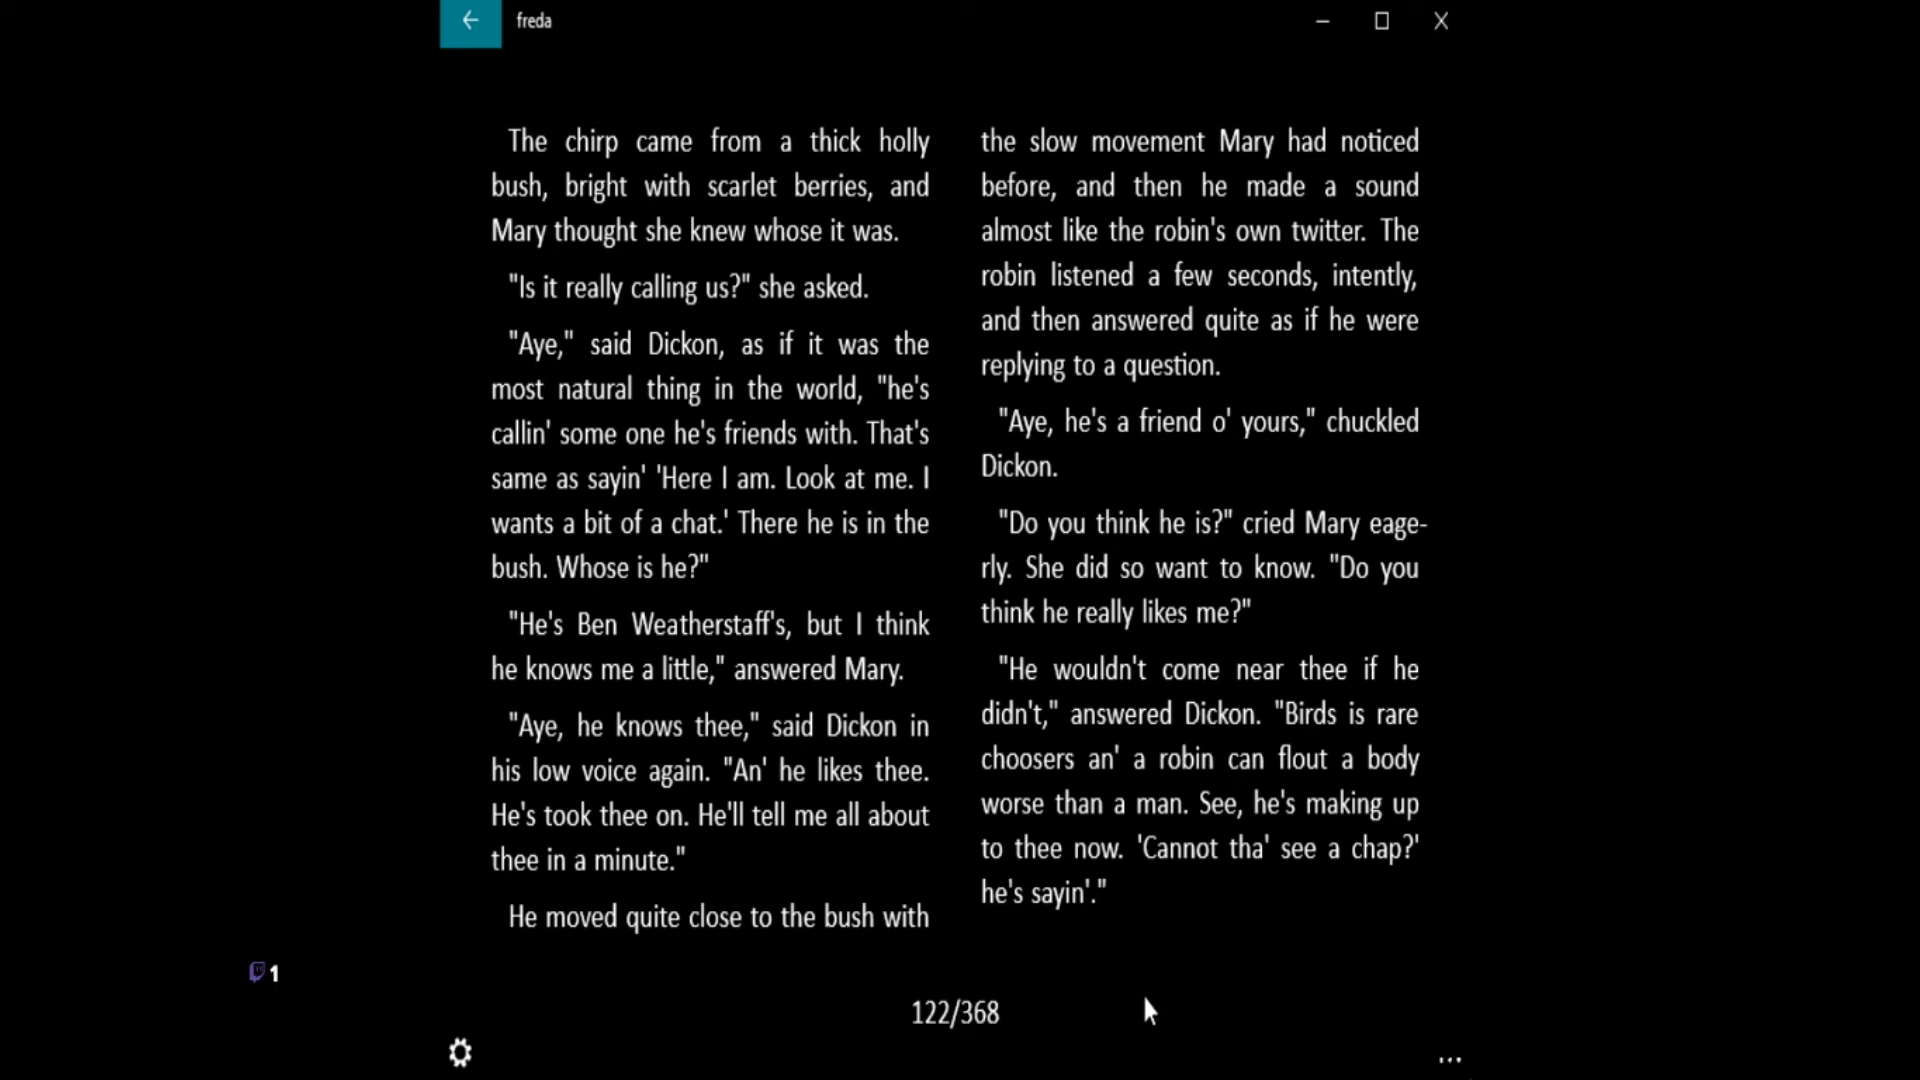 freda
The chirp came from a thick holly
bush, bright with scarlet berries, and
Mary thought she knew whose it was.
"Is it really calling us?" she asked.
"Aye," said Dickon, as if it was the
most natural thing in the world, "he's
callin' some one he's friends with. That's
same as sayin' 'Here I am. Look at me. I
wants a bit of a chat.' There he is in the
bush. Whose is he?"
"He's Ben Weatherstaff's, but I think
he knows me a little," answered Mary.
"Aye, he knows thee," said Dickon in
his low voice again. "An' he likes thee.
He's took thee on. He'll tell me all about
thee in a minute."
He moved quite close to the bush with
the slow movement Mary had noticed
before, and then he made a sound
almost like the robin's own twitter. The
robin listened a few seconds, intently,
and then answered quite as if he were
replying to a question.
"Aye, he's a friend o' yours," chuckled
Dickon.
"Do you think he is?" cried Mary eage-
rly. She did so want to know. "Do you
think he really likes me?"
"He wouldn't come near thee if he
didn't," answered Dickon. "Birds is rare
choosers an' a robin can flout a body
worse than a man. See, he's making up
to thee now. 'Cannot tha' see a chap?'
he's sayin'."
1
122/368